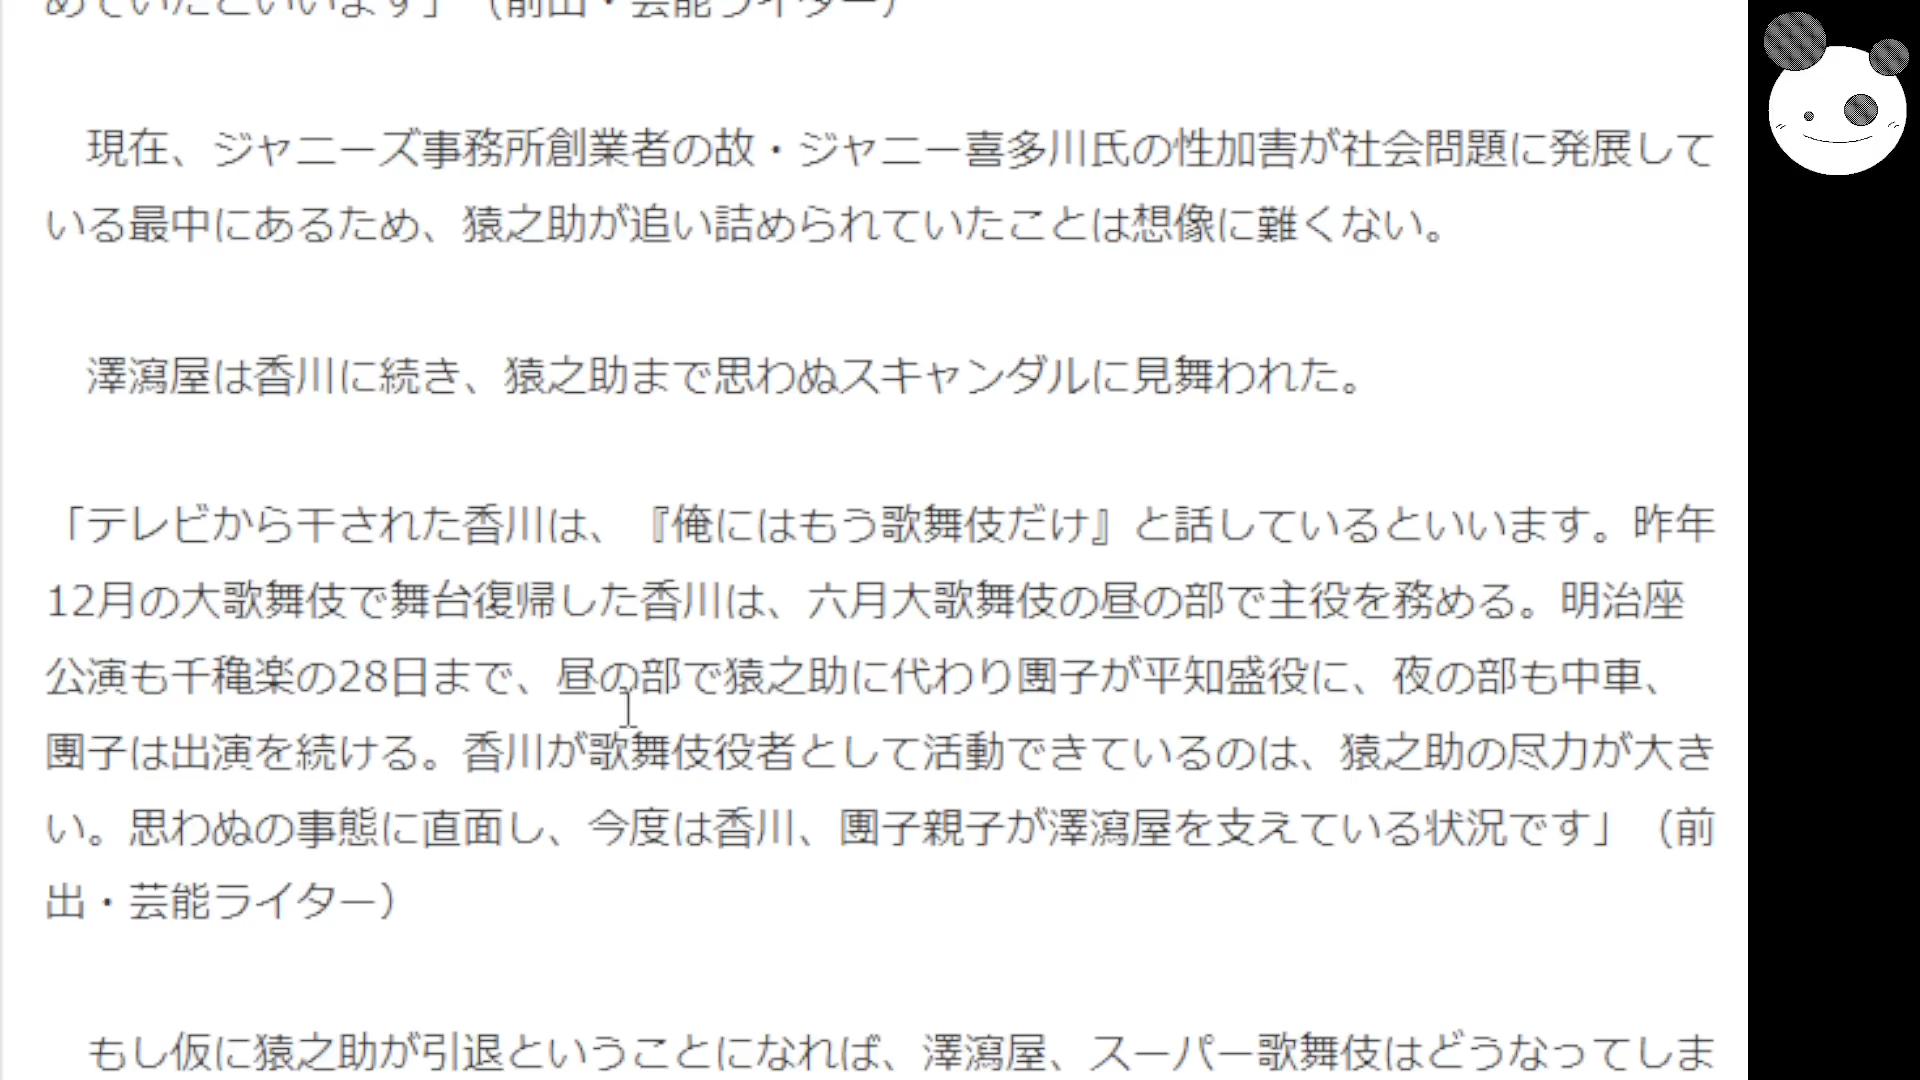 めていたといいます」（前出・芸能ライター）
現在、ジャニーズ事務所創業者の故・ジャニー喜多川氏の性加害が社会問題に発展して
いる最中にあるため、猿之助が追い詰められていたことは想像に難くない。
澤瀉屋は香川に続き、猿之助まで思わぬスキャンダルに見舞われた。
「テレビから干された香川は、『俺にはもう歌舞伎だけ』と話しているといいます。昨年
12月の大歌舞伎で舞台復帰した香川は、六月大歌舞伎の昼の部で主役を務める。明治座
公演も千穐楽の28日まで、昼の部で猿之助に代わり團子が平知盛役に、夜の部も中車、
團子は出演を続ける。香川が歌舞伎役者として活動できているのは、猿之助の尽力が大き
い。思わぬの事態に直面し、今度は香川、團子親子が澤瀉屋を支えている状況です」（前
出・芸能ライター）
もし仮に猿之助が引退ということになれば、澤瀉屋、スーパー歌舞伎はどうなってしま